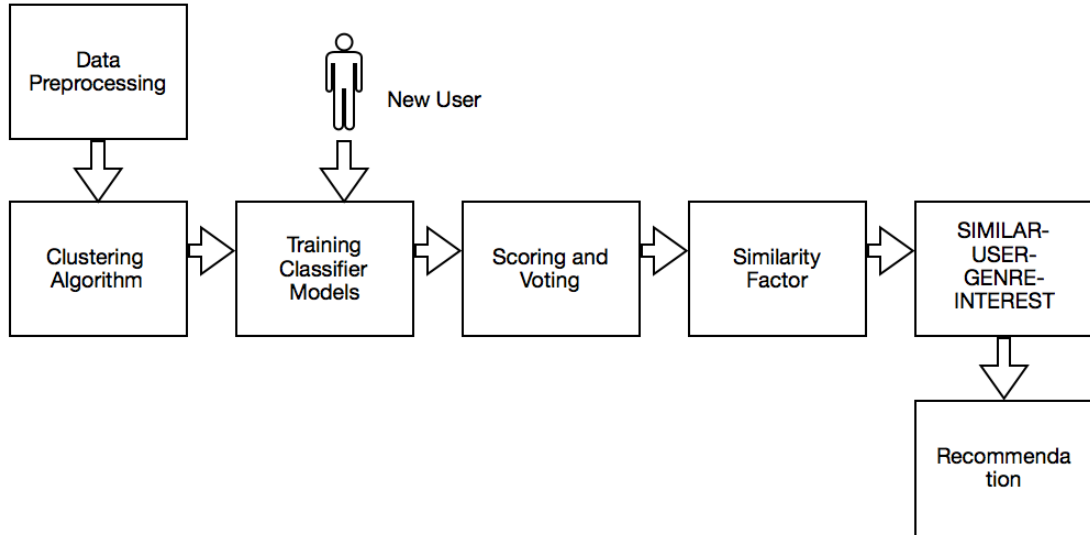 Data
Preprocessing
New User
Clustering
Algorithm
Training
Classifier
Models
Scoring and
Voting
Similarity
Factor
SIMILAR-
USER-
GENRE-
INTEREST
Recommenda
tion